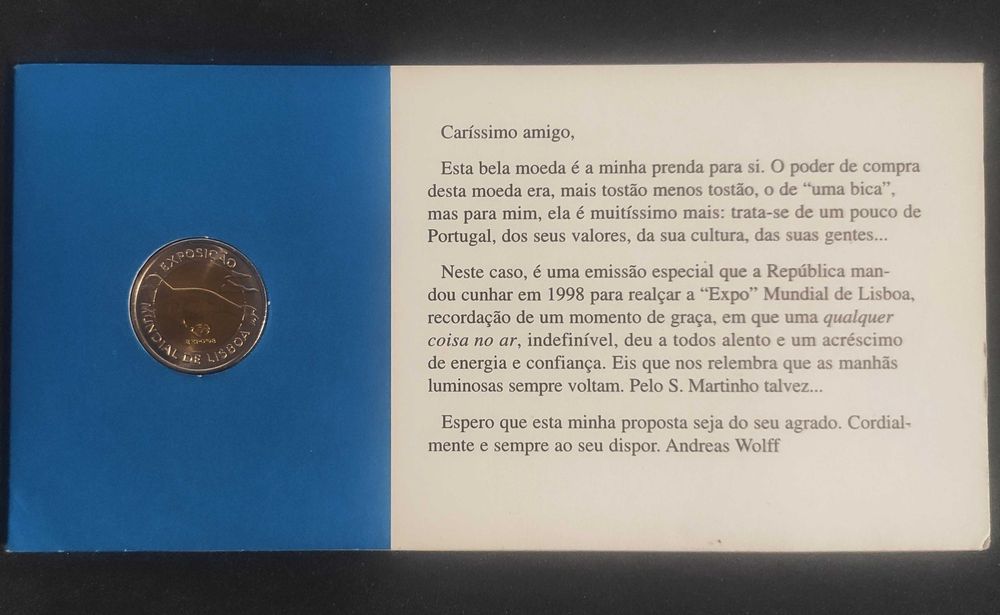 EXPOSIÇÃO
MUNDIAL DE LISBOA
EXPO'98
Caríssimo amigo,
Esta bela moeda é a minha prenda para si. O poder de compra
desta moeda era, mais tostão menos tostão, o de “uma bica”,
mas para mim, ela é muitíssimo mais: trata-se de um pouco de
Portugal, dos seus valores, da sua cultura, das suas gentes...
Neste caso, é uma emissão especial que a República man-
dou cunhar em 1998 para realçar a “Expo” Mundial de Lisboa,
recordação de um momento de graça, em que uma qualquer
coisa no ar, indefinível, deu a todos alento e um acréscimo
de energia e confiança. Eis que nos relembra que as manhãs
luminosas sempre voltam. Pelo S. Martinho talvez...
Espero que esta minha proposta seja do seu agrado. Cordial-
mente e sempre ao seu dispor. Andreas Wolff